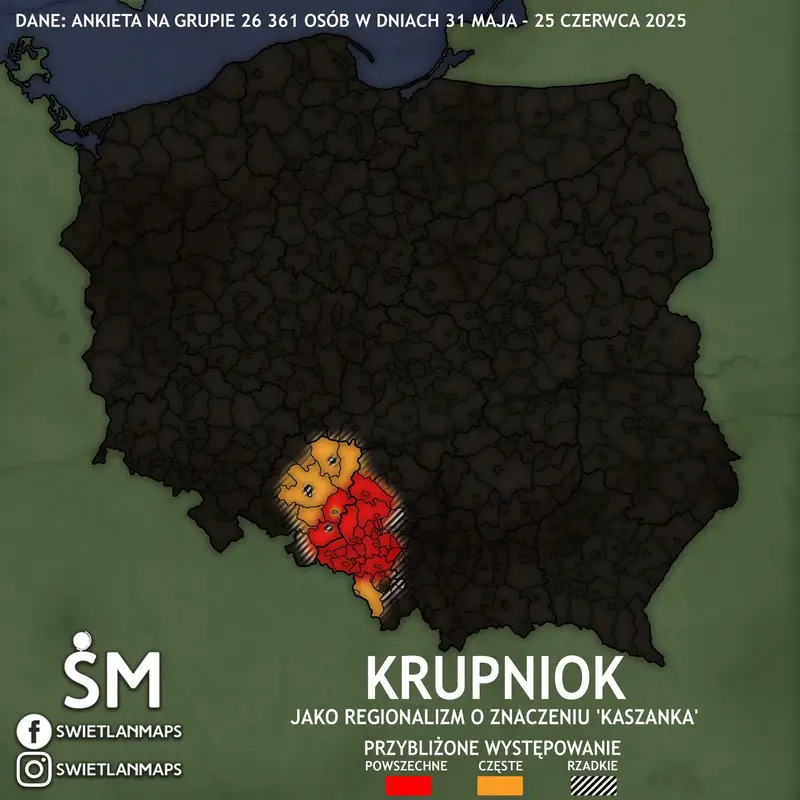 DANE: ANKIETA NA GRUPIE 26 361 OSÓB W DNIACH 31 MAJA - 25 CZERWCA 2025
ŚM
SWIETLANMAPS
SWIETLANMAPS
KRUPNIOK
JAKO REGIONALIZM O ZNACZENIU 'KASZANKA'
PRZYBLIŻONE WYSTĘPOWANIE
POWSZECHNE CZĘSTE RZADKIE